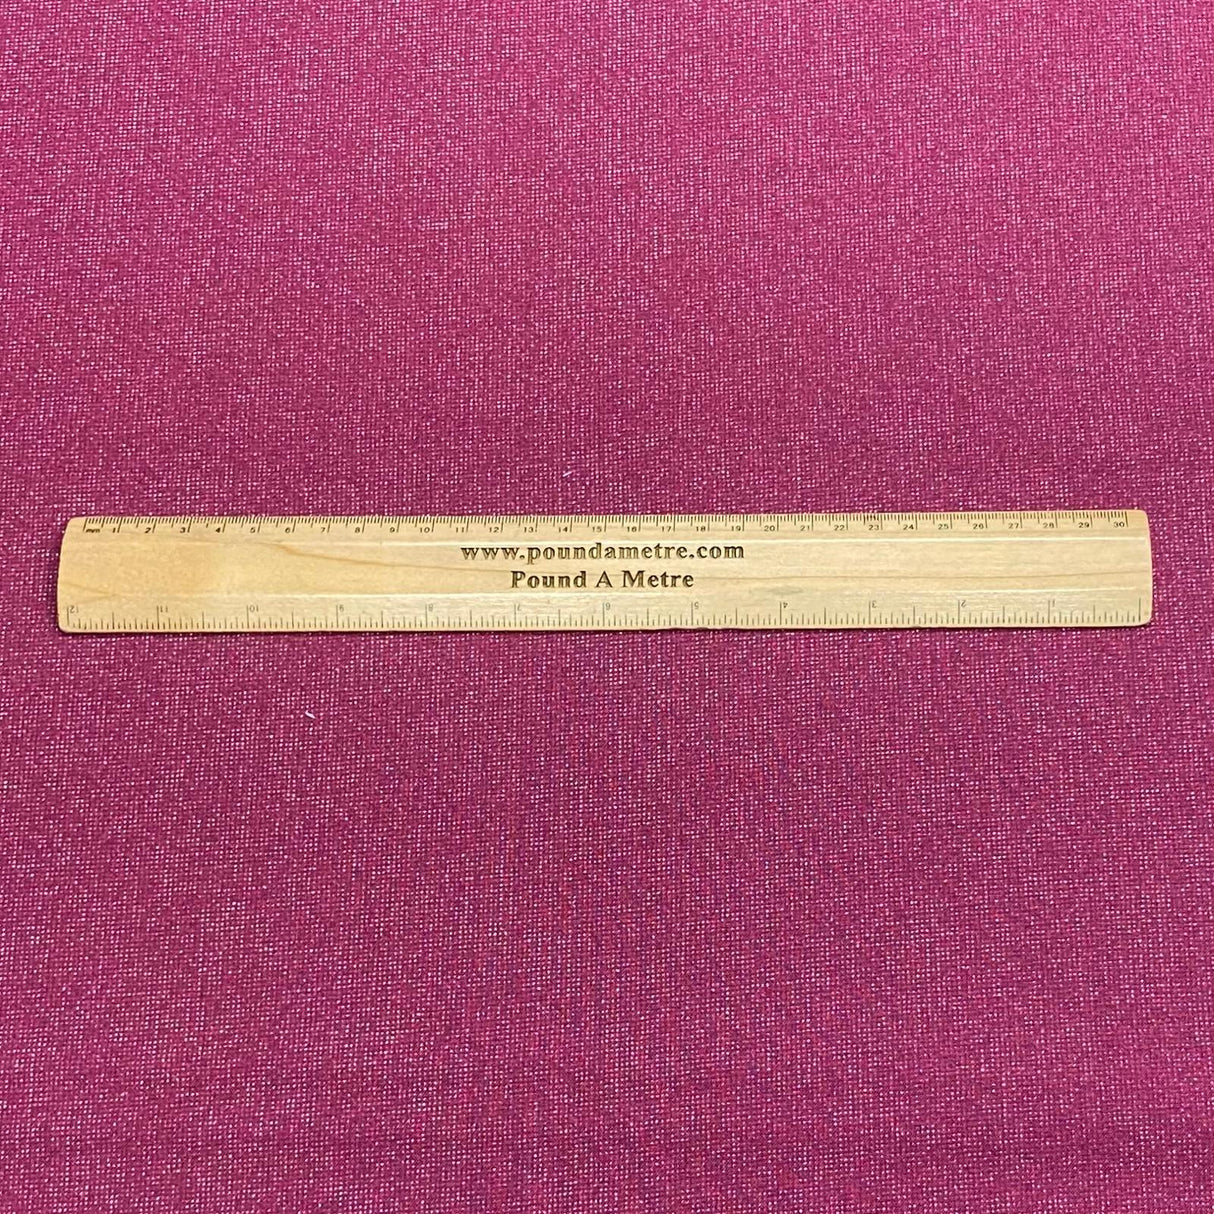 mm 1 2 3 4 5 6 7 8 9 10 11 12 13 14 15 16 17 18 19 20 21 22 23 24 25 26 27 28 29 30
www.poundametre.com
Pound A Metre
12 11 10 9 8 7 6 5 4 3 2 1